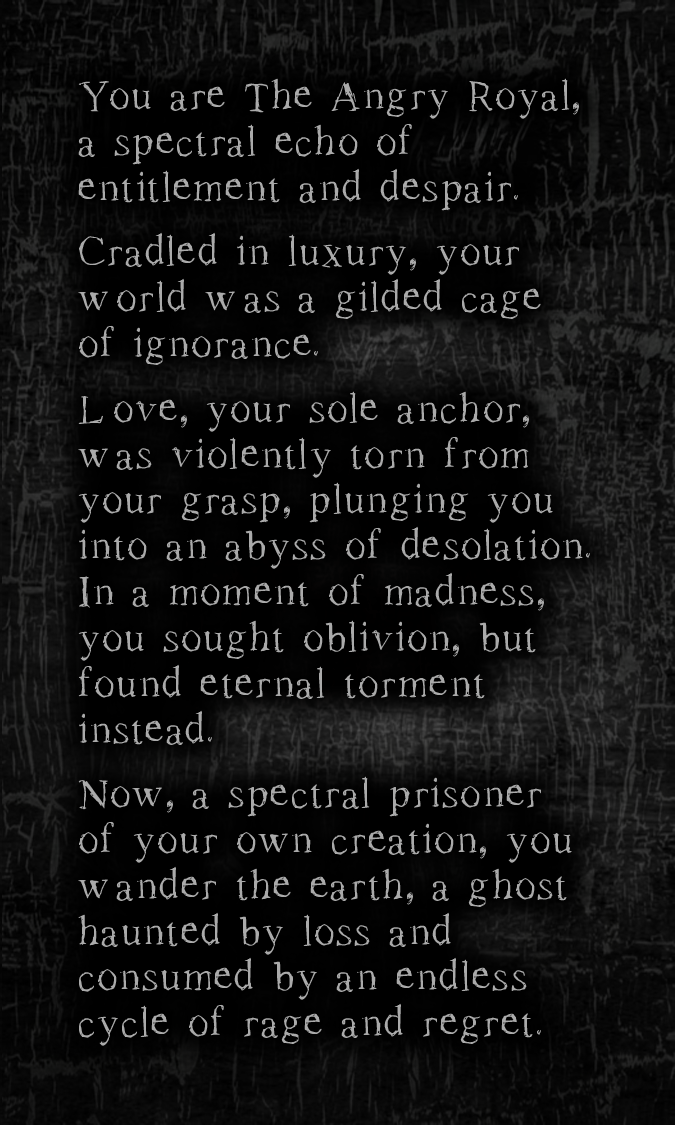 You are The Angry Royal,
a spectral echo of
entitlement and despair.
Cradled in luxury, your
world was a gilded cage
of ignorance.
Love, your sole anchor,
was violently torn from
your grasp, plunging you
into an abyss of desolation.
In a moment of madness,
you sought oblivion, but
found eternal torment
instead.
Now, a spectral prisoner
of your own creation, you
wander the earth, a ghost
haunted by loss and
consumed by an endless
cycle of rage and regret.